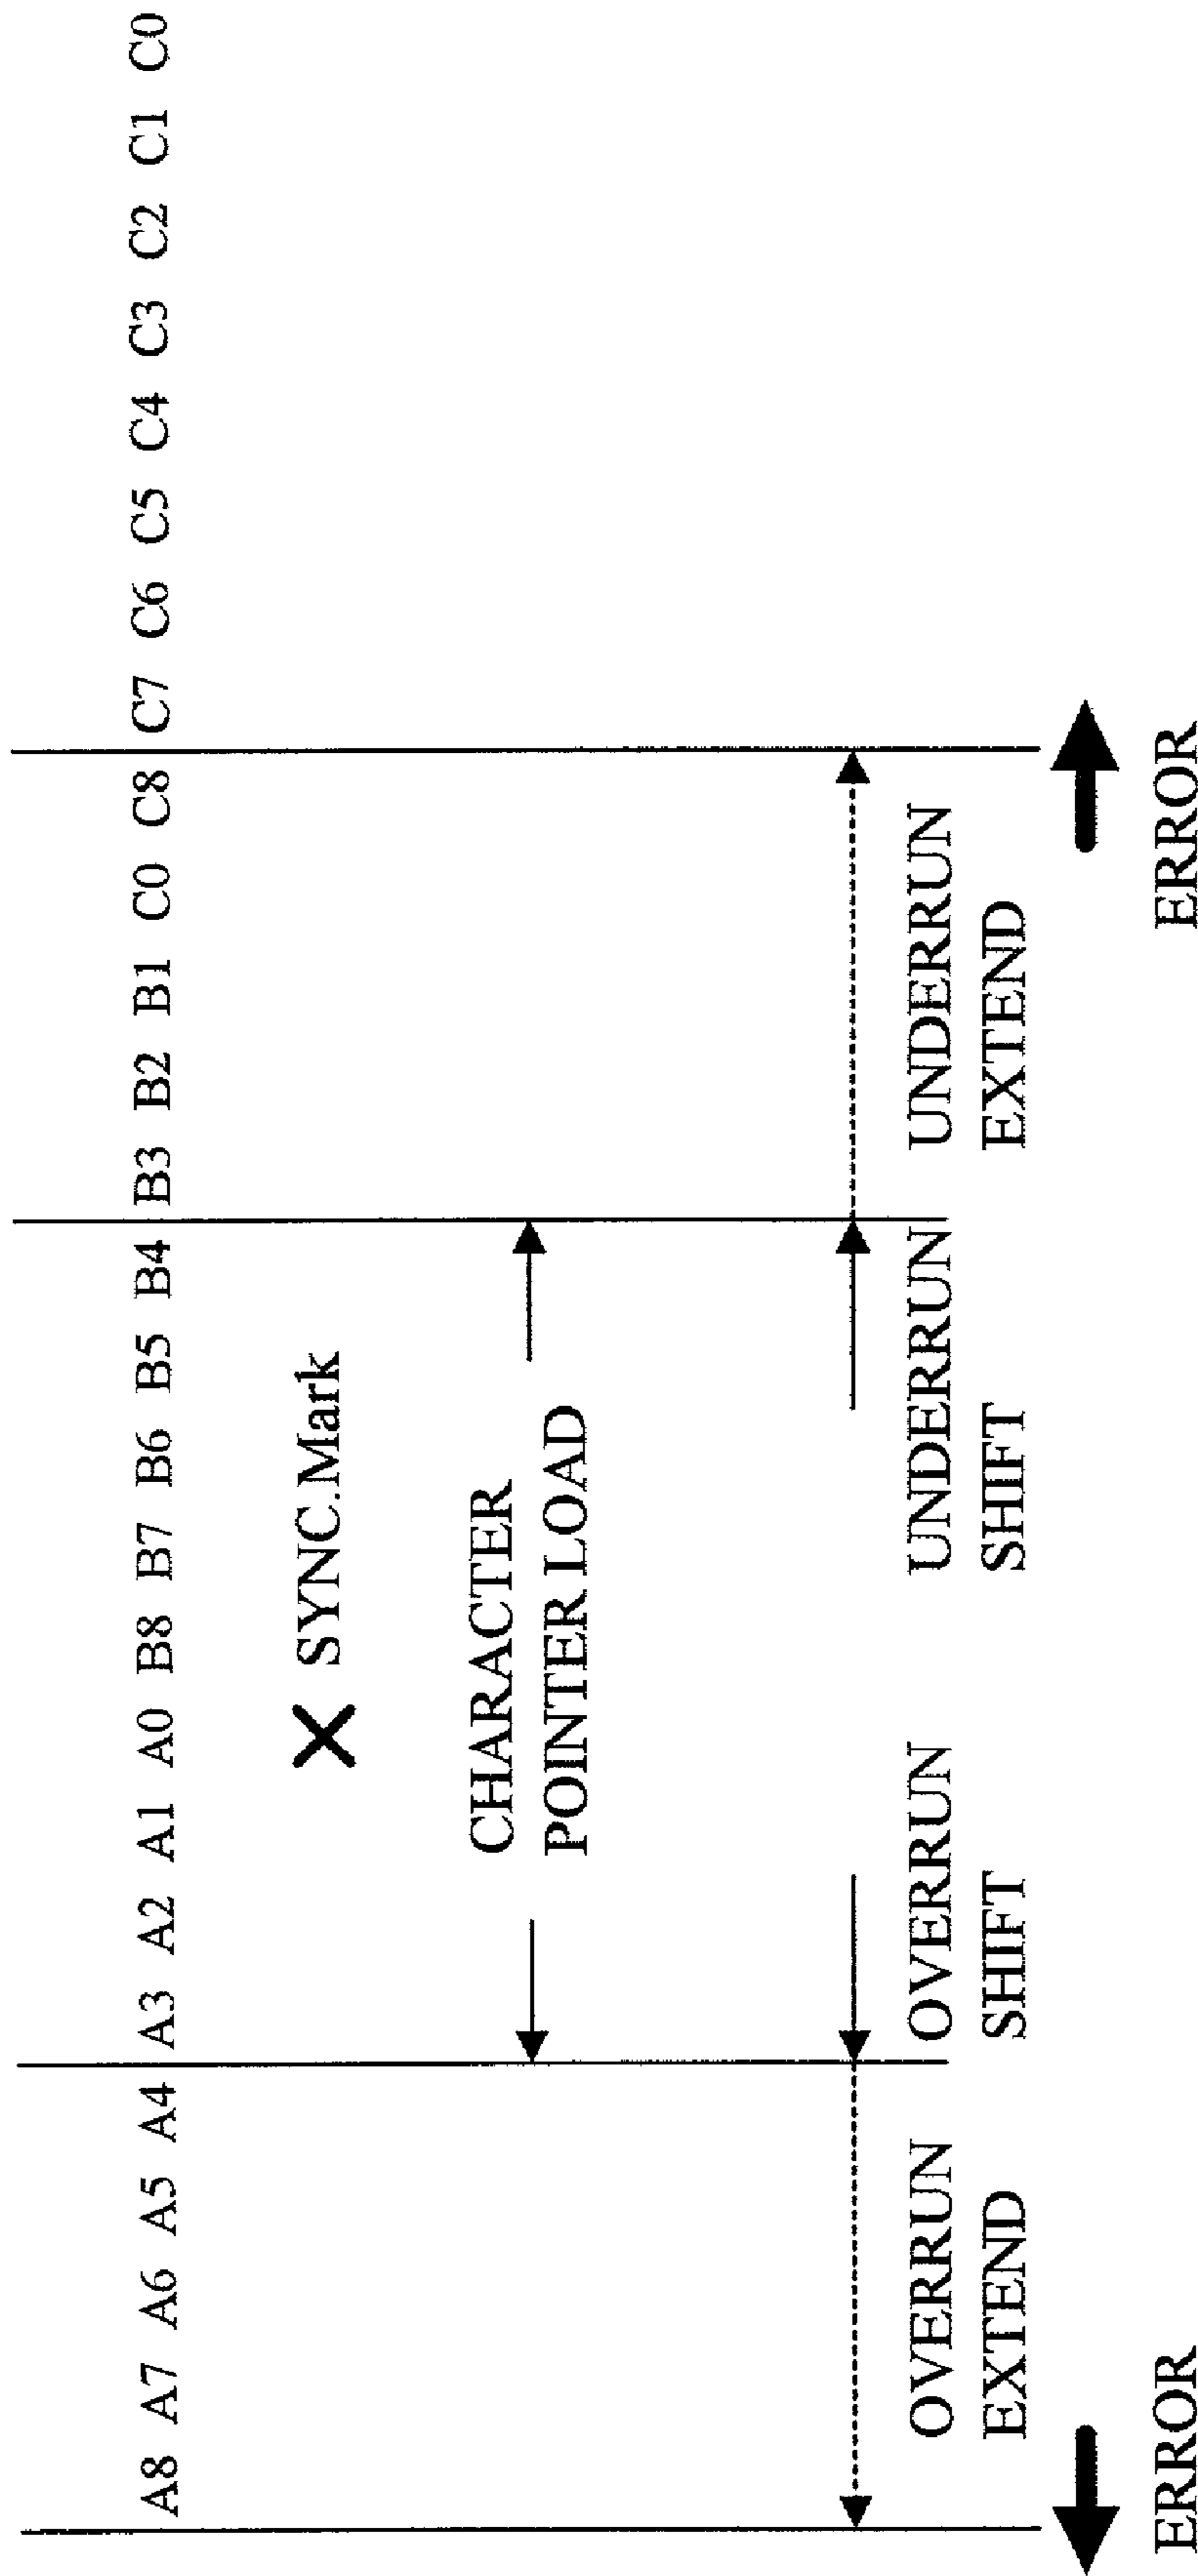 A8 A7 A6 A5 A4 A3 A2 A1 A0 B8 B7 B6 B5 B4 B3 B2 B1 C0 C8 C7 C6 C5 C4 C3 C2 C1 C0
SYNC.Mark
CHARACTER
POINTER LOAD
OVERRUN
EXTEND
OVERRUN
SHIFT
UNDERRUN
SHIFT
UNDERRUN
EXTEND
ERROR
ERROR